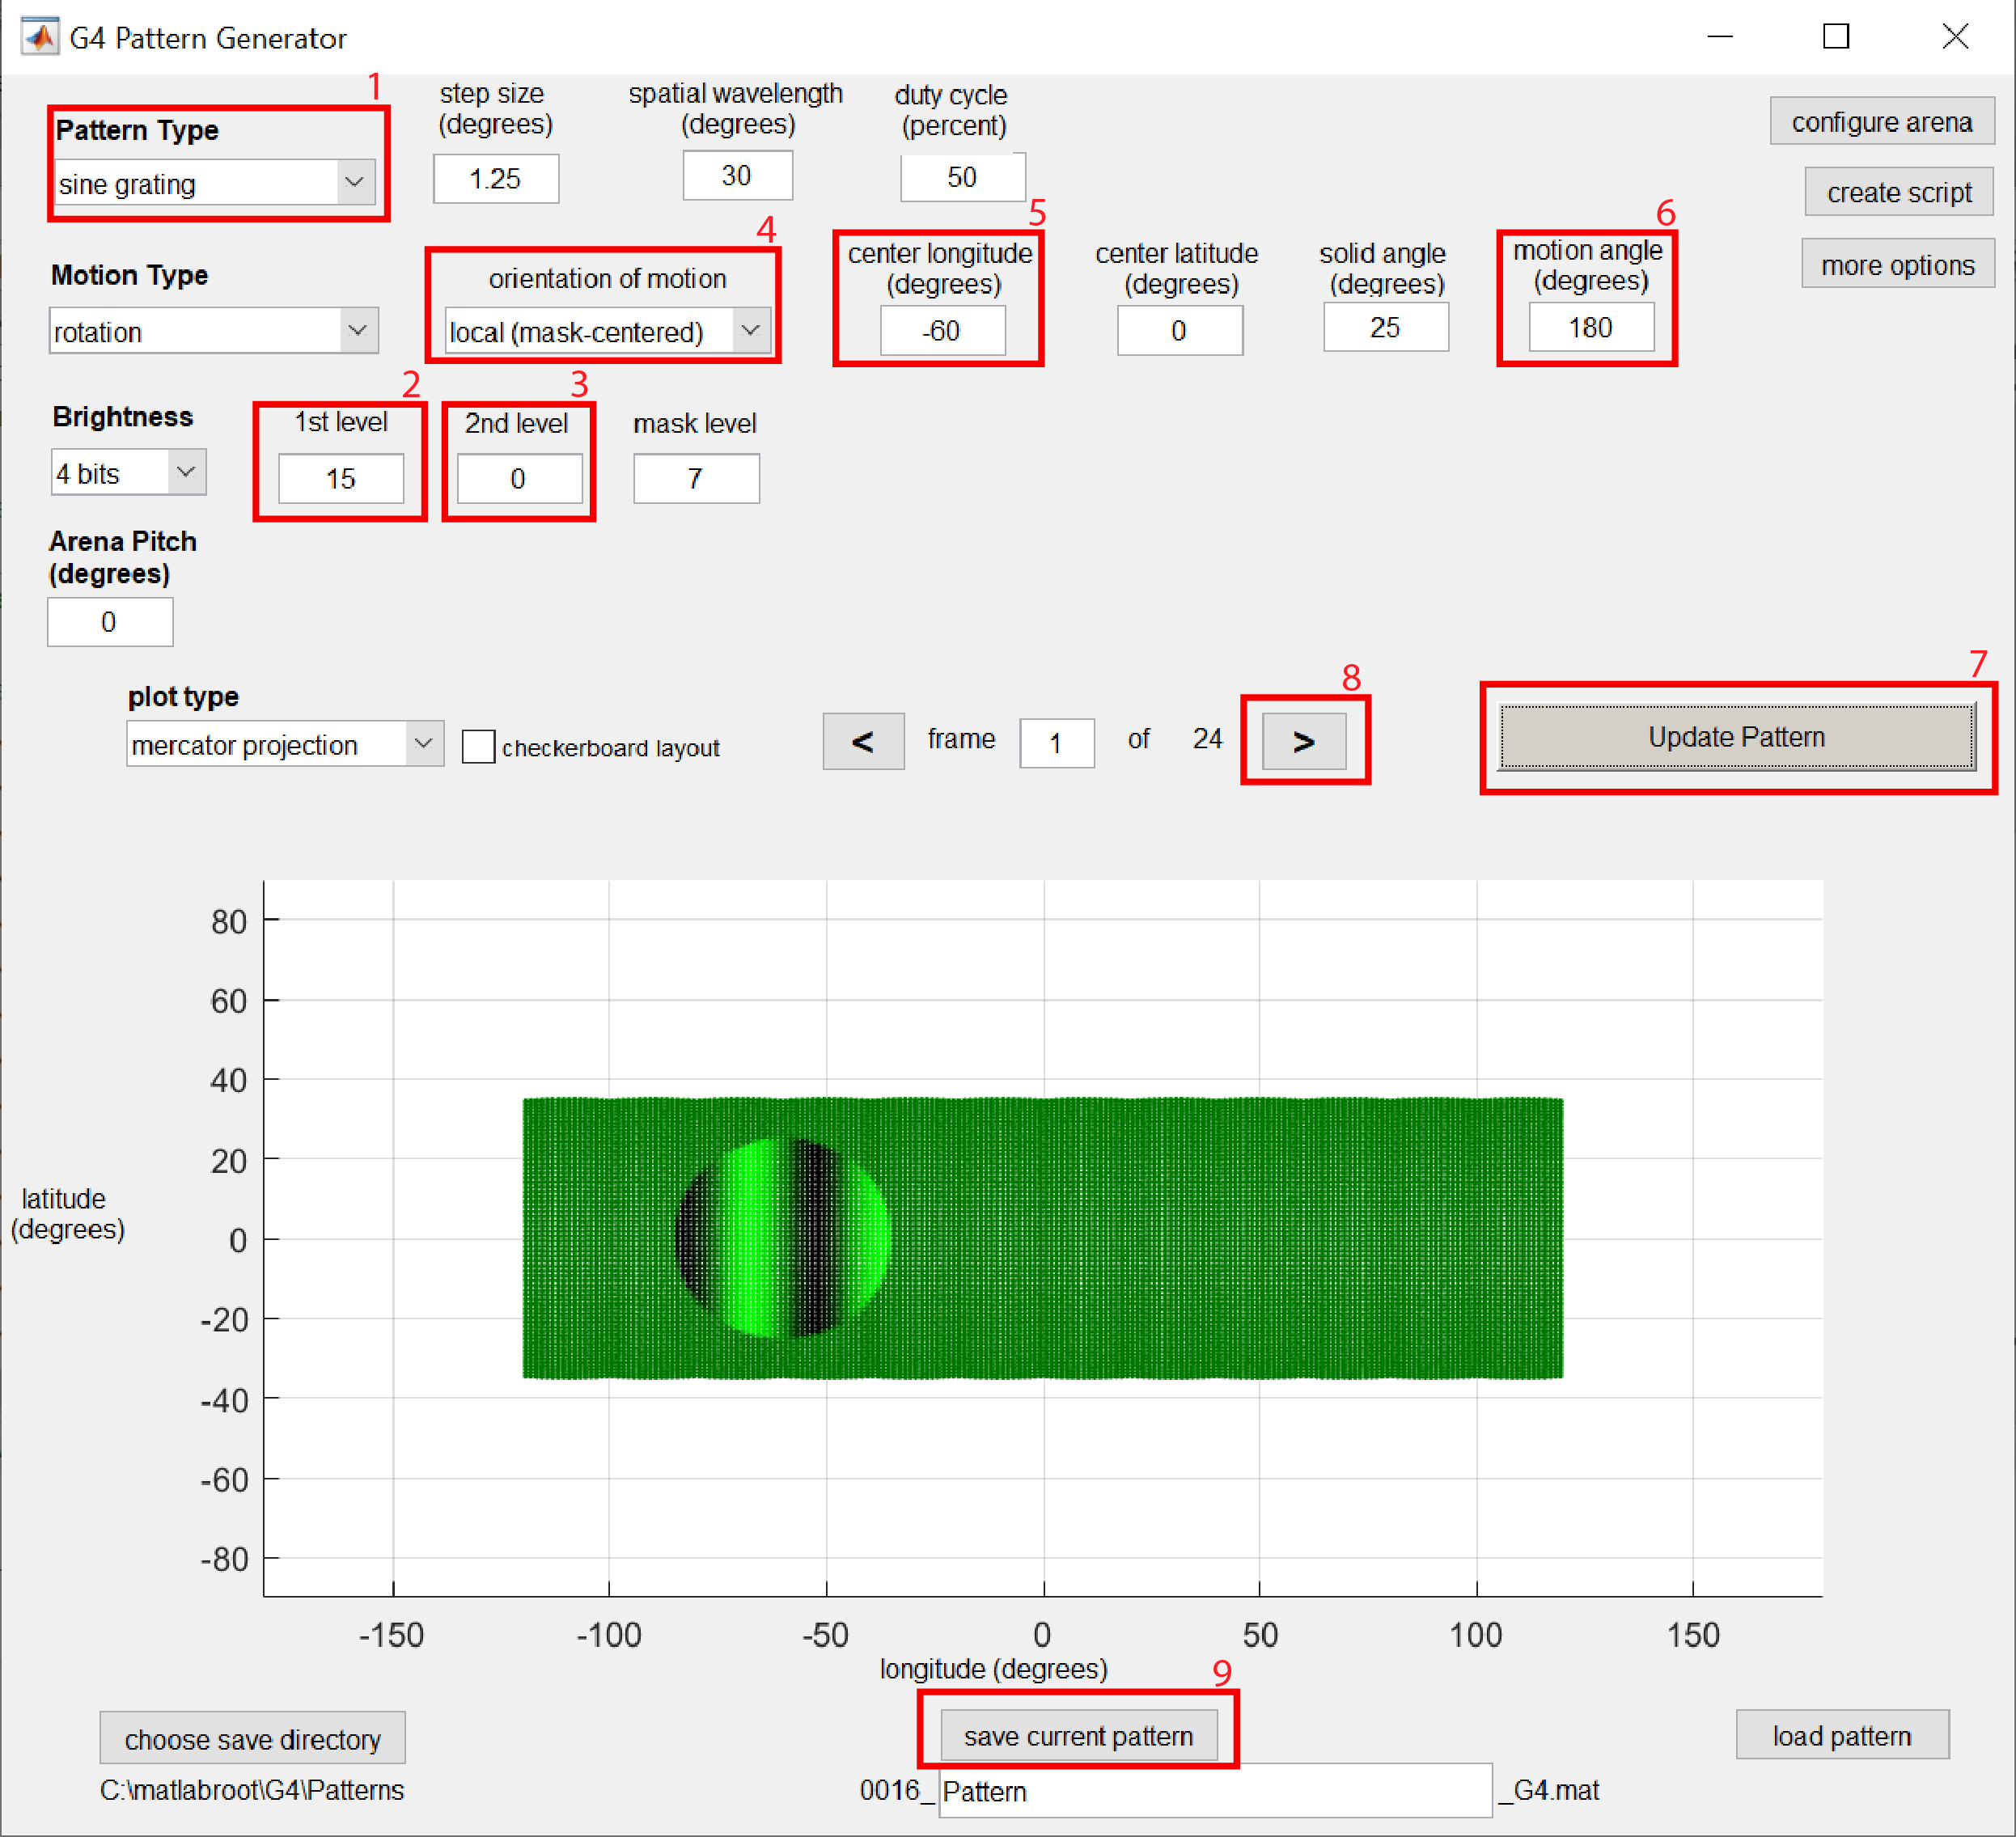 G4 Pattern Generator
1
Pattern Type
sine grating
step size
(degrees)
1.25
spatial wavelength
(degrees)
30
duty cycle
(percent)
50
configure arena
create script
more options
Motion Type
rotation
4
orientation of motion
local (mask-centered)
5
center longitude
(degrees)
-60
center latitude
(degrees)
0
solid angle
(degrees)
25
6
motion angle
(degrees)
180
Brightness
4 bits
2
1st level
15
3
2nd level
0
mask level
7
Arena Pitch
(degrees)
0
plot type
mercator projection
checkerboard layout
<
frame
1
of
24
8
>
7
Update Pattern
80
60
40
20
0
-20
-40
-60
-80
latitude
(degrees)
-150
-100
-50
0
50
100
150
longitude (degrees)
9
choose save directory
save current pattern
load pattern
C:\matlabroot\G4\Patterns
0016_
Pattern
_G4.mat